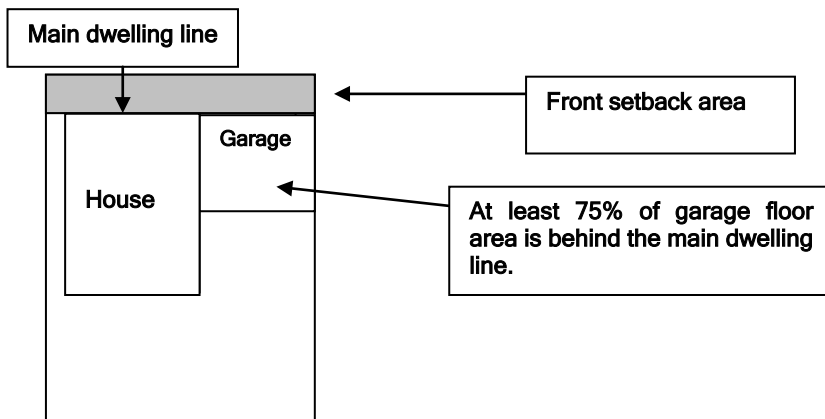 Main dwelling line
Front setback area
Garage
House
At least 75% of garage floor
area is behind the main dwelling
line.